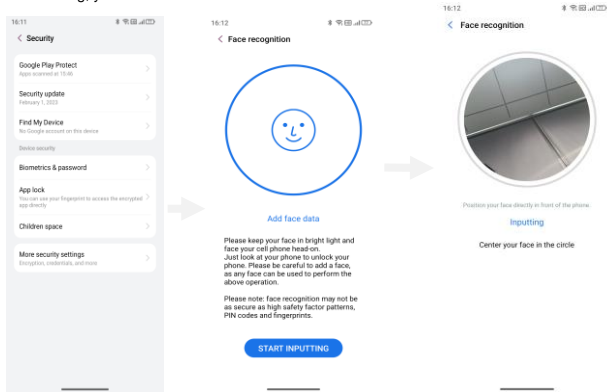 16:11
Security
Google Play Protect
Apps scanned at 15:46
Security update
February 1, 2022
Find My Device
No Google account on this device
Device security
Biometrics & password
App lock
You can use your fingerprint to access the encrypted
app directly
Children space
More security settings
Encryption, credentials, and more
16:12
Face recognition
Add face data
Please keep your face in bright light and
face your cell phone head-on.
Just look at your phone to unlock your
phone. Please be careful to add a face,
as any face can be used to perform the
above operation.
Please note: face recognition may not be
as secure as high safety factor patterns,
PIN codes and fingerprints.
START INPUTTING
16:12
Face recognition
Position your face directly in front of the phone
Inputting
Center your face in the circle